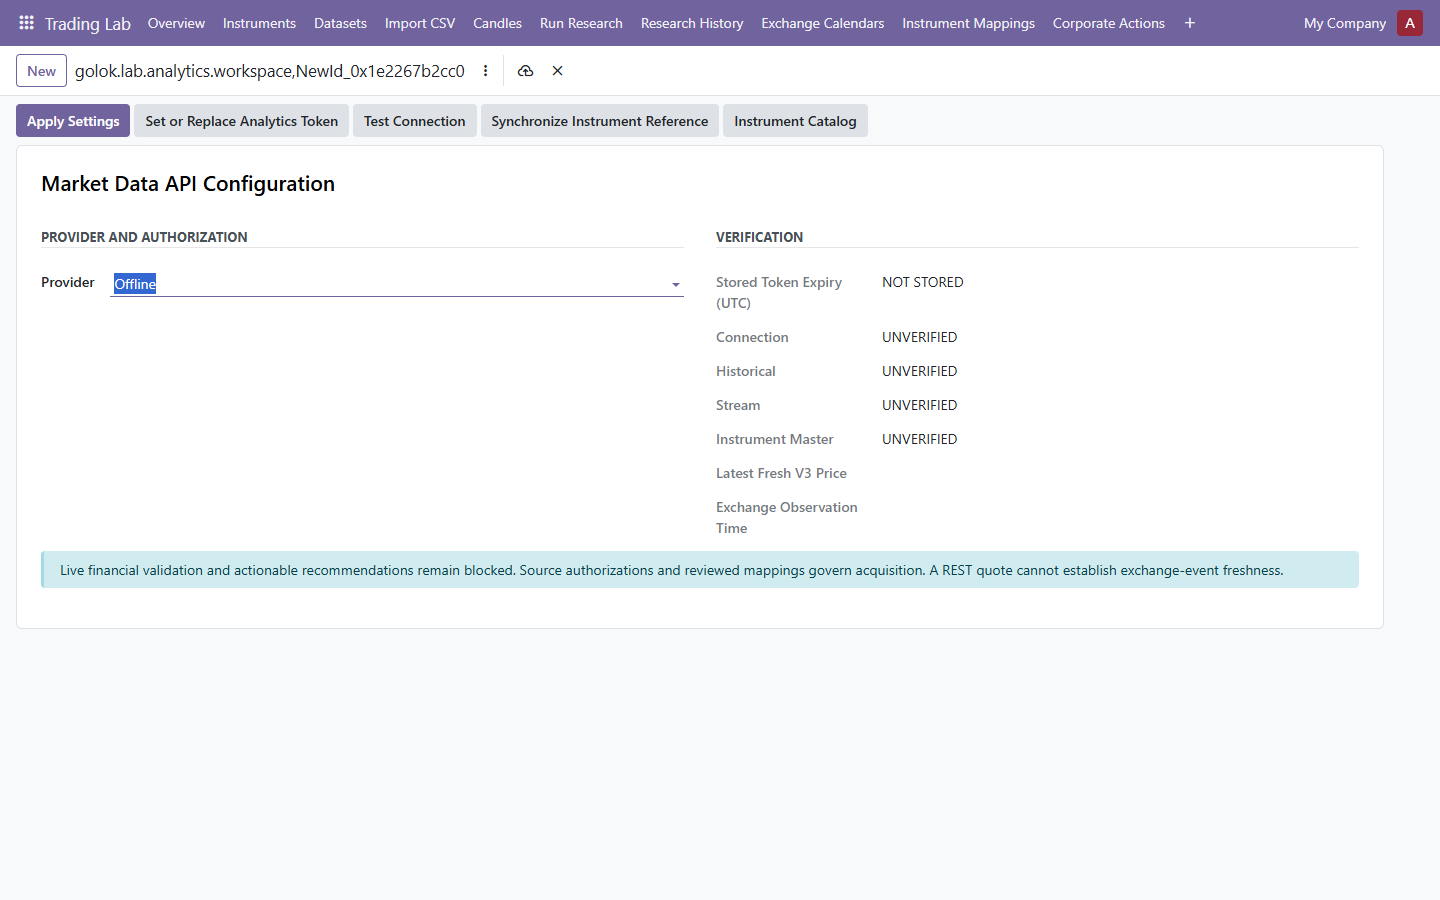 Trading Lab Overview Instruments Datasets Import CSV Candles Run Research Research History Exchange Calendars Instrument Mappings Corporate Actions + My Company A
New golok.lab.analytics.workspace,NewId_0x1e2267b2cc0
Apply Settings Set or Replace Analytics Token Test Connection Synchronize Instrument Reference Instrument Catalog
Market Data API Configuration
PROVIDER AND AUTHORIZATION
Provider Offline
VERIFICATION
Stored Token Expiry (UTC) NOT STORED
Connection UNVERIFIED
Historical UNVERIFIED
Stream UNVERIFIED
Instrument Master UNVERIFIED
Latest Fresh V3 Price
Exchange Observation
Time
Live financial validation and actionable recommendations remain blocked. Source authorizations and reviewed mappings govern acquisition. A REST quote cannot establish exchange-event freshness.